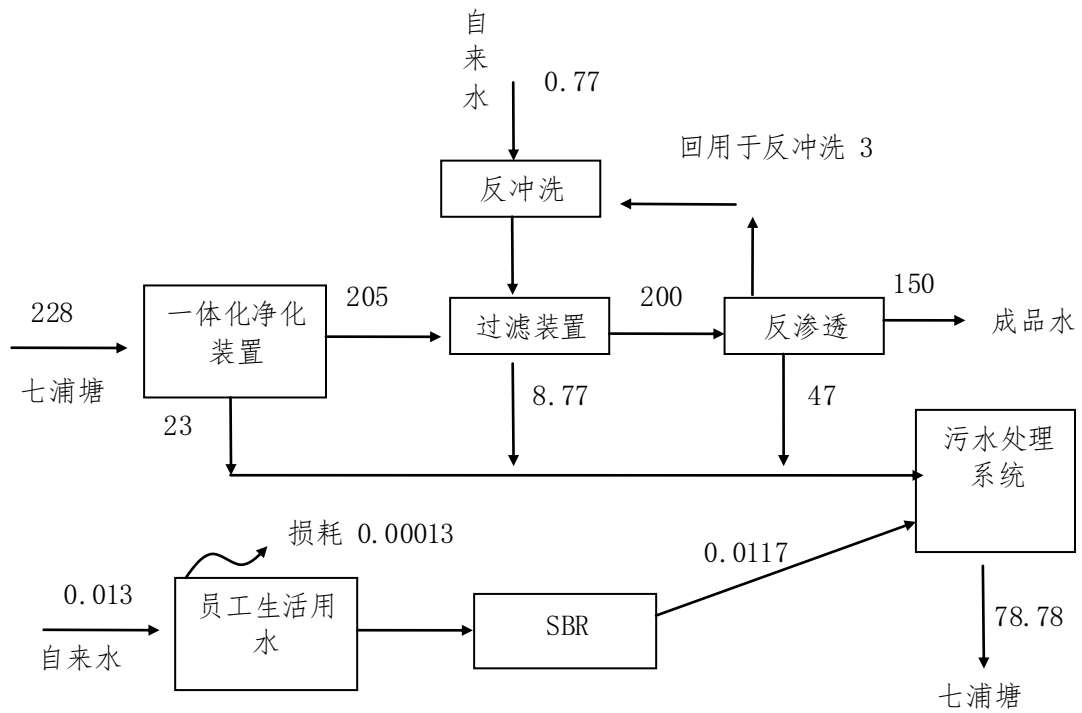 自
来
水
0.77
回用于反冲洗 3
反冲洗
228
七浦塘
一体化净化
装置
205
过滤装置
200
反渗透
150
成品水
23
8.77
47
污水处理
系统
损耗 0.00013
0.013
自来水
员工生活用
水
SBR
0.0117
78.78
七浦塘